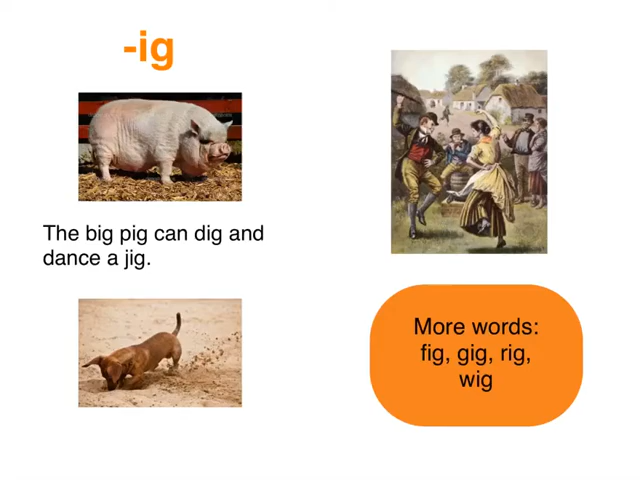 -ig
The big pig can dig and
dance a jig.
More words:
fig, gig, rig,
wig